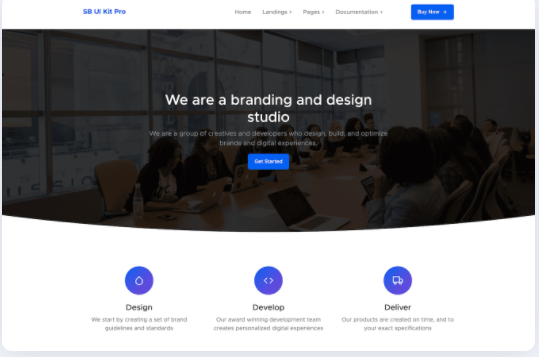 SB UI Kit Pro
Home Landings Pages Documentation Buy Now
We are a branding and design
studio
We are a group of creatives and developers who design, build, and optimize
brands and digital experiences.
Get Started
Design Develop Deliver
We start by creating a set of brand Our award winning development team Our products are created on time, and to
guidelines and standards creates personalized digital experiences your exact specifications